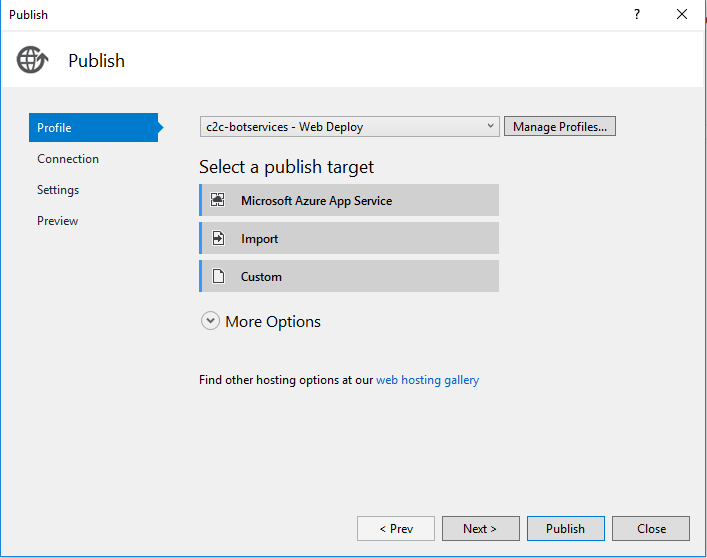 Publish
?
Publish
Profile
c2c-botservices - Web Deploy
Manage Profiles...
Connection
Settings
Preview
Select a publish target
Microsoft Azure App Service
Import
Custom
More Options
Find other hosting options at our web hosting gallery
< Prev
Next >
Publish
Close